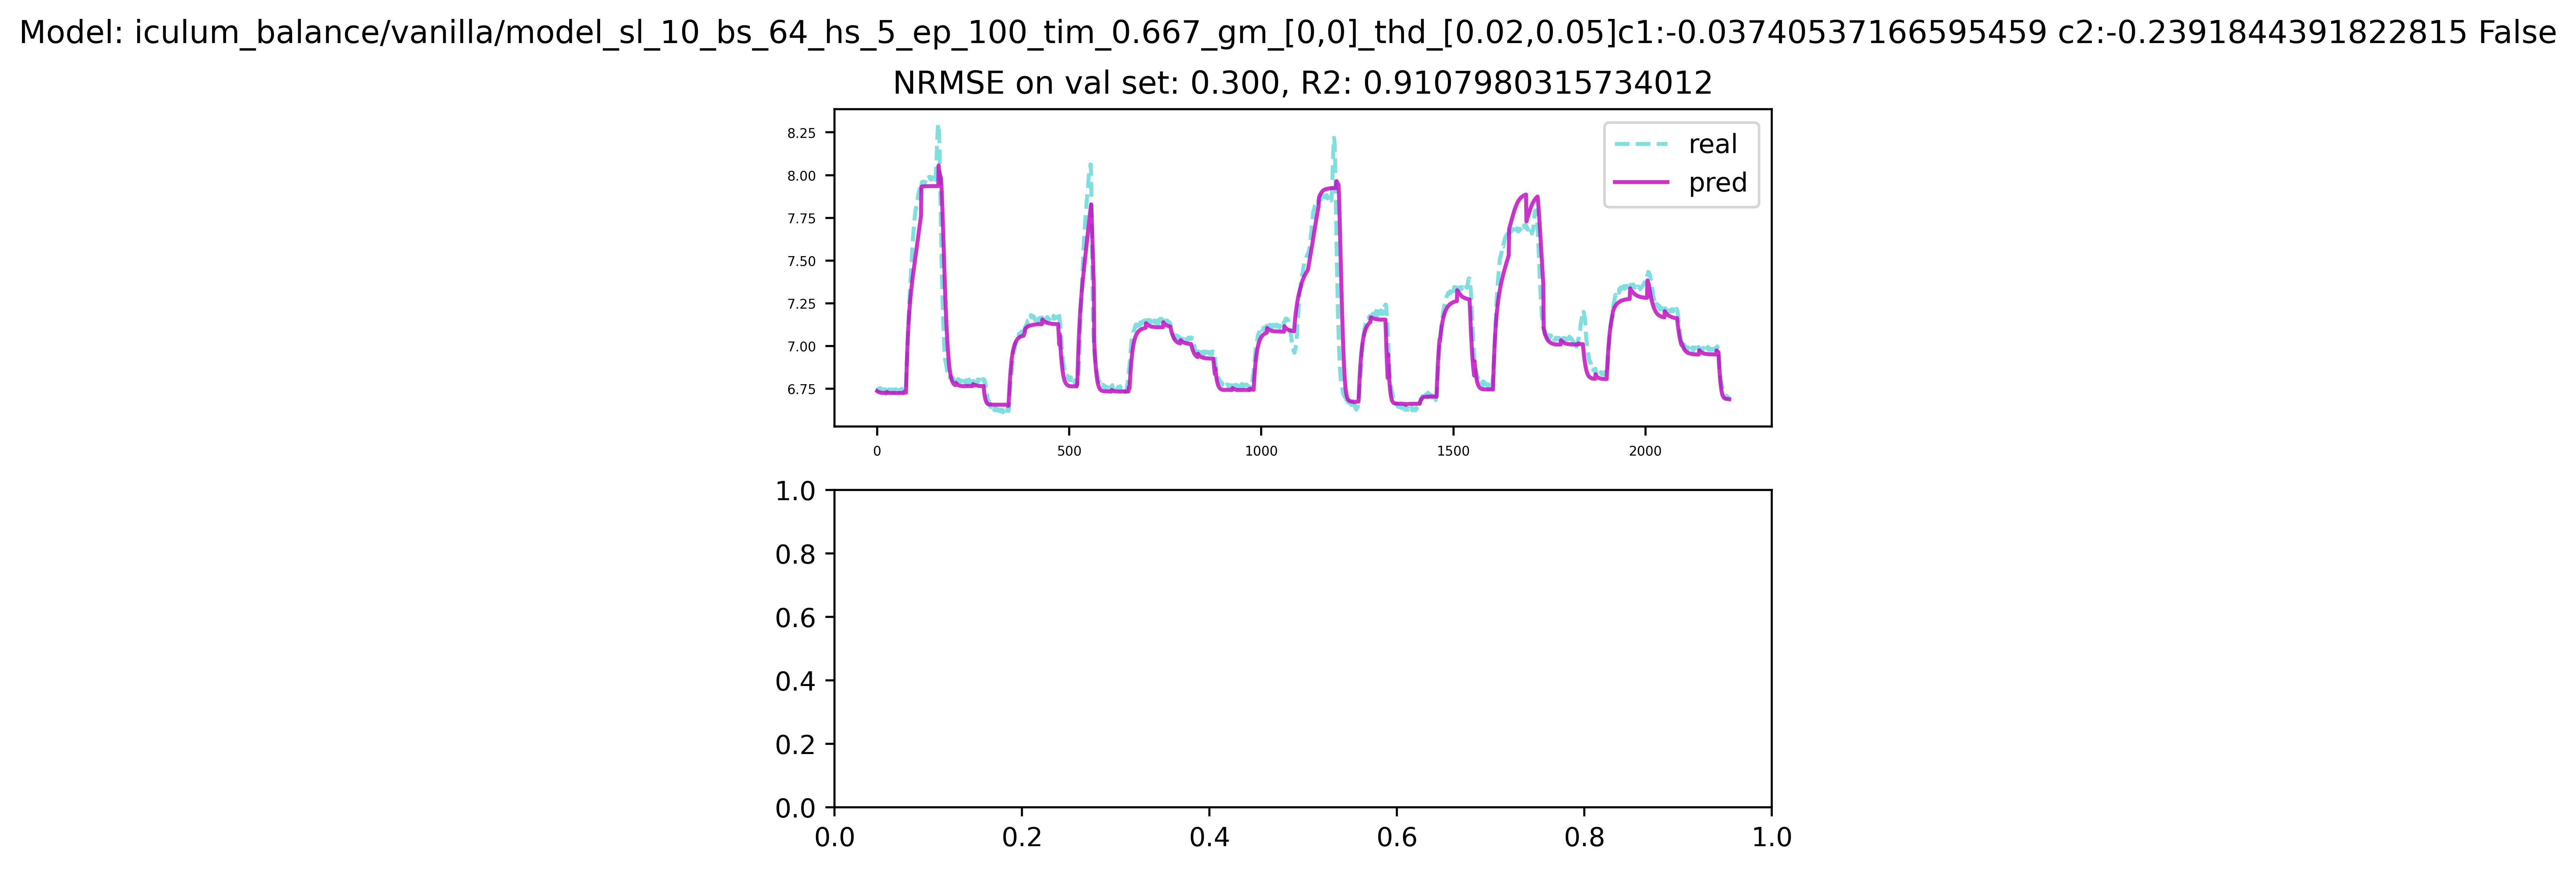 Model: iculum_balance/vanilla/model_sl_10_bs_64_hs_5_ep_100_tim_0.667_gm_[0,0]_thd_[0.02,0.05]c1:-0.03740537166595459 c2:-0.2391844391822815 False
NRMSE on val set: 0.300, R2: 0.9107980315734012
8.25
8.00
7.75
7.50
7.25
7.00
6.75
real
pred
0 500 1000 1500 2000
1.0
0.8
0.6
0.4
0.2
0.0
0.0 0.2 0.4 0.6 0.8 1.0